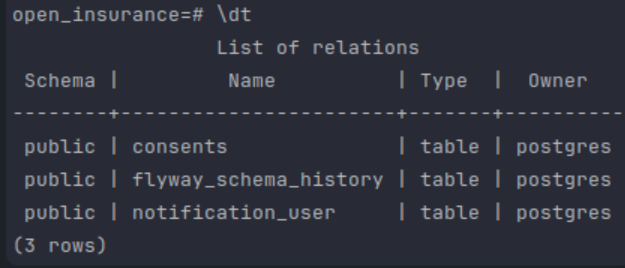 open_insurance=# \dt
                 List of relations
 Schema |         Name          | Type  |  Owner
--------+-----------------------+-------+----------
 public | consents              | table | postgres
 public | flyway_schema_history | table | postgres
 public | notification_user     | table | postgres
(3 rows)